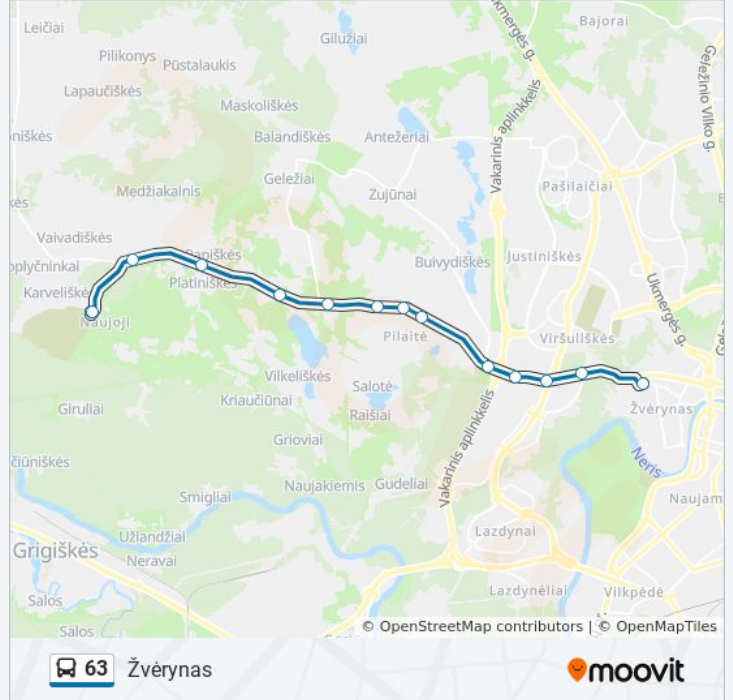 Leičiai
Bajorai
Ukmergės g.
Gilužiai
Pilikonys
Pūstalaukis
Geležinio Vilko g.
Lapaučiškės
Maskoliškės
Vakarinis aplinkkelis
oniškės
Balandiškės
Antežeriai
Geležiai
Pašilaičiai
Medžiakalnis
Zujūnai
kės
Vaivadiškės
Papiškės
Justiniškės
oplyčninkai
Buivydiškės
Platiniškės
Karveliškės
Ukmergės g.
Naujoji
Pilaitė
Viršuliškės
Vilkeliškės
Salotė
Kriaučiūnai
Raišiai
Giruliai
Žvėrynas
Vakarinis aplinkkelis
Grioviai
čiūniškės
Neris
Naujakiemis
Gudeliai
Smigliai
Naujam
Užlandžiai
Lazdynai
Grigiškės
Neravai
Lazdynėliai
Vilkpėdė
Salos
Salos
© OpenStreetMap contributors | © OpenMapTiles
63 Žvėrynas
moovit